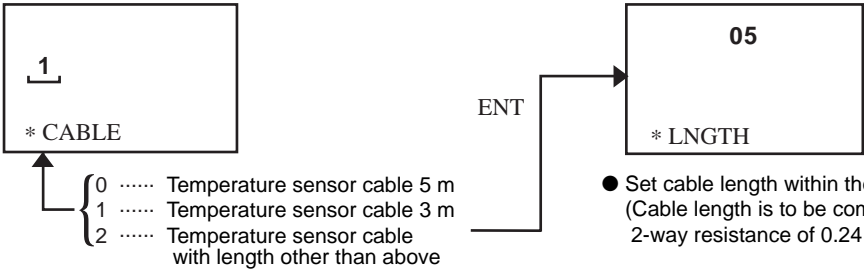 1
* CABLE
ENT
05
* LNGTH
0 ...... Temperature sensor cable 5 m
1 ...... Temperature sensor cable 3 m
2 ...... Temperature sensor cable
with length other than above
● Set cable length within the
(Cable length is to be
2-way resistance of 0.24